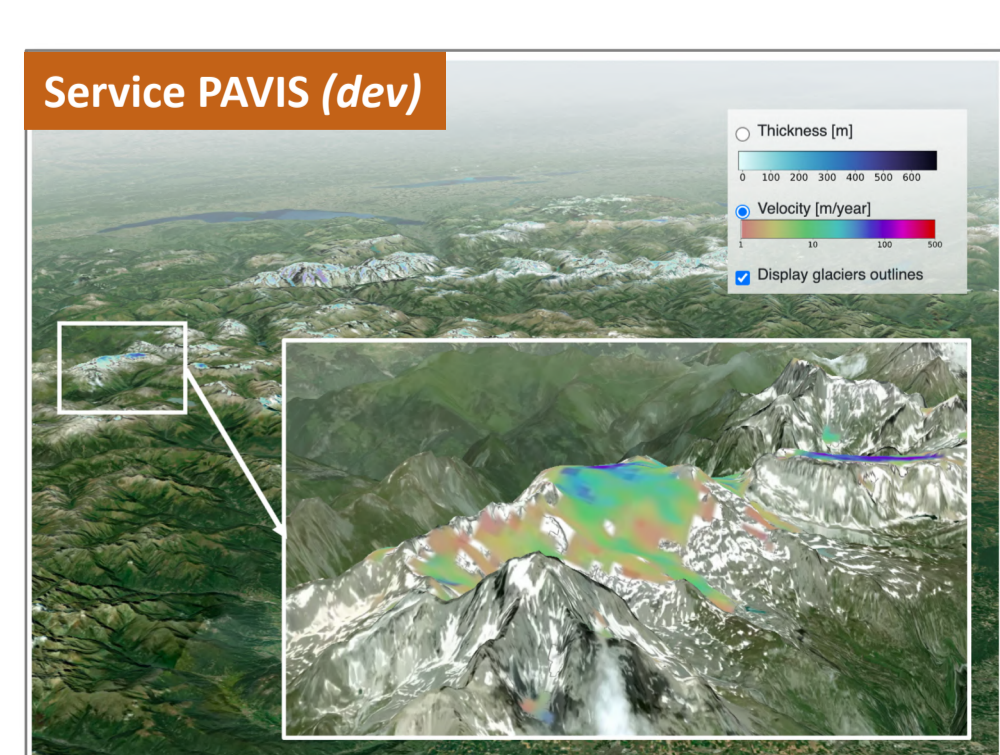 Service PAVIS (dev)
Thickness [m]
0 100 200 300 400 500 600
Velocity [m/year]
1 10 100 500
Display glaciers outlines